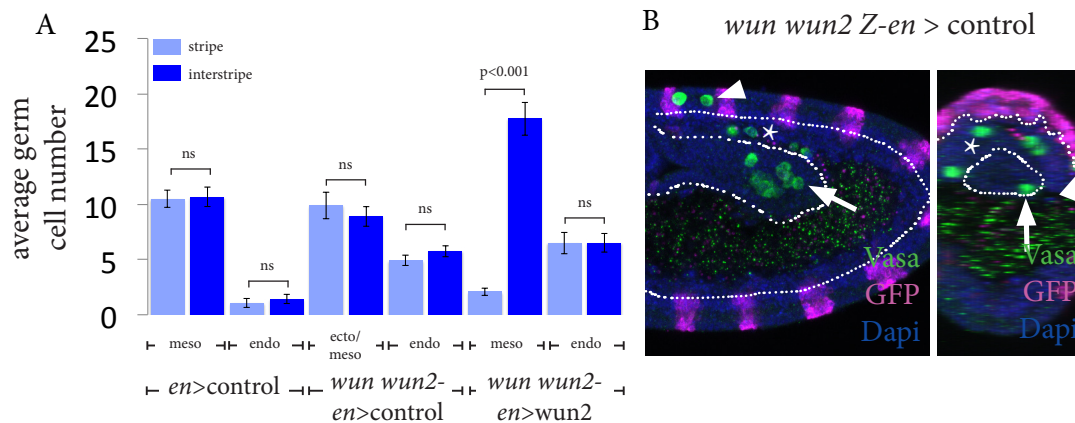 A
average germ
cell number
25
20
15
10
5
0
stripe
interstripe
ns
ns
ns
ns
p<0.001
ns
meso
endo
ecto/
meso
endo
meso
endo
en>control
wun wun2-
en>control
wun wun2-
en>wun2
B
wun wun2 Z-en > control
Vasa
GFP
Dapi
Vasa
GFP
Dapi